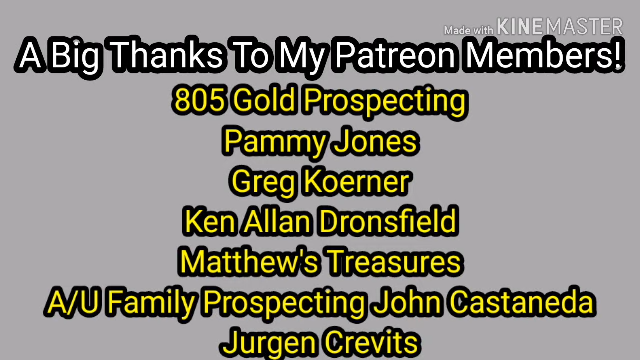 Made with KINEMASTER
A Big Thanks To My Patreon Members!
805 Gold Prospecting
Pammy Jones
Greg Koerner
Ken Allan Dronsfield
Matthew's Treasures
A/U Family Prospecting John Castaneda
Jurgen Crevits